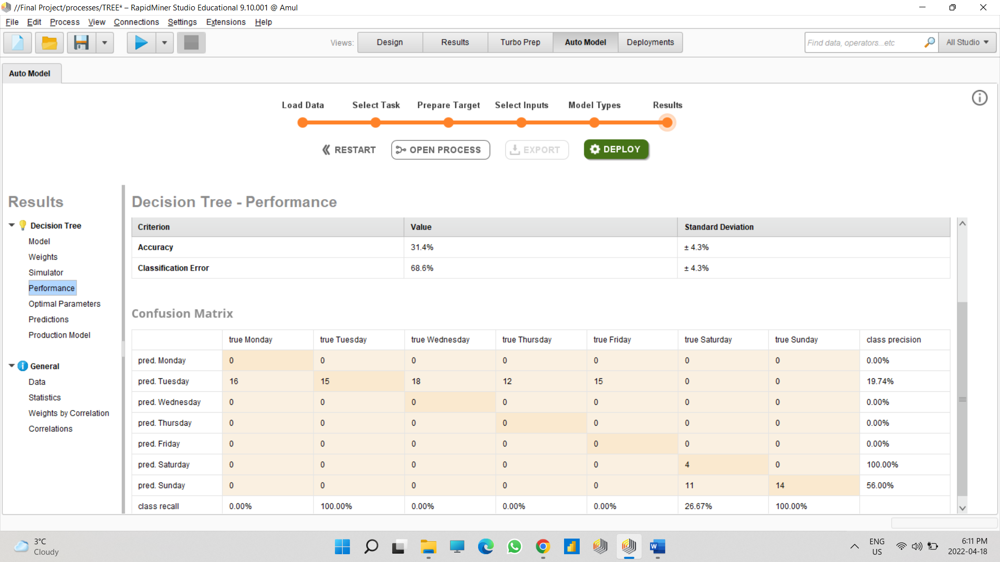 //Final Project/processes/TREE* – RapidMiner Studio Educational 9.10.001 @ Amul
File Edit Process View Connections Settings Extensions Help
Views: Design Results Turbo Prep Auto Model Deployments Find data, operators...etc All Studio
Auto Model
Load Data Select Task Prepare Target Select Inputs Model Types Results
RESTART OPEN PROCESS EXPORT DEPLOY
Results
Decision Tree
Model
Weights
Simulator
Performance
Optimal Parameters
Predictions
Production Model
General
Data
Statistics
Weights by Correlation
Correlations
Decision Tree - Performance
Criterion Value Standard Deviation
Accuracy 31.4% ± 4.3%
Classification Error 68.6% ± 4.3%
Confusion Matrix
true Monday true Tuesday true Wednesday true Thursday true Friday true Saturday true Sunday class precision
pred. Monday 0 0 0 0 0 0 0 0.00%
pred. Tuesday 16 15 18 12 15 0 0 19.74%
pred. Wednesday 0 0 0 0 0 0 0 0.00%
pred. Thursday 0 0 0 0 0 0 0 0.00%
pred. Friday 0 0 0 0 0 0 0 0.00%
pred. Saturday 0 0 0 0 0 4 0 100.00%
pred. Sunday 0 0 0 0 0 11 14 56.00%
class recall 0.00% 100.00% 0.00% 0.00% 0.00% 26.67% 100.00%
3°C
Cloudy
ENG
US
6:11 PM
2022-04-18